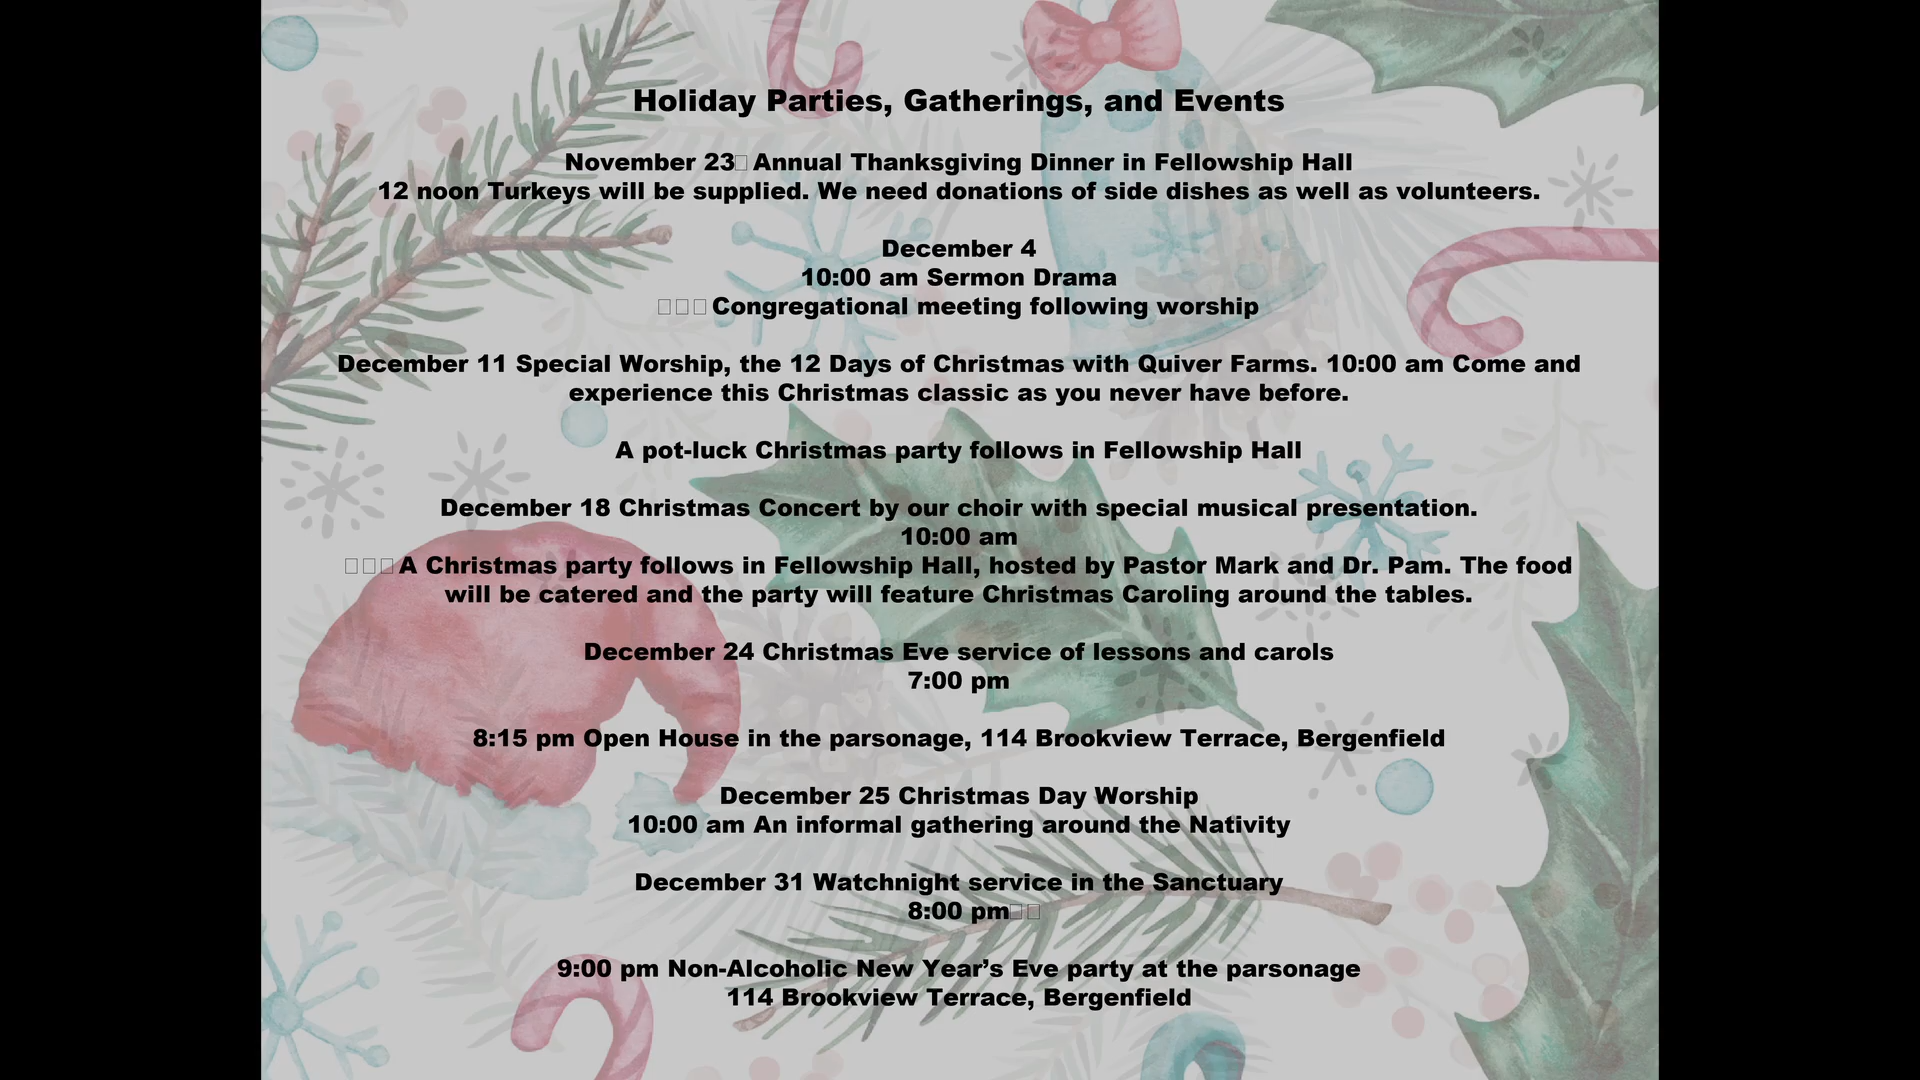 Holiday Parties, Gatherings, and Events
November 23 Annual Thanksgiving Dinner in Fellowship Hall
12 noon Turkeys will be supplied. We need donations of side dishes as well as volunteers.
December 4
10:00 am Sermon Drama
Congregational meeting following worship
December 11 Special Worship, the 12 Days of Christmas with Quiver Farms. 10:00 am Come and
experience this Christmas classic as you never have before.
A pot-luck Christmas party follows in Fellowship Hall
December 18 Christmas Concert by our choir with special musical presentation.
10:00 am
A Christmas party follows in Fellowship Hall, hosted by Pastor Mark and Dr. Pam. The food
will be catered and the party will feature Christmas Caroling around the tables.
December 24 Christmas Eve service of lessons and carols
7:00 pm
8:15 pm Open House in the parsonage, 114 Brookview Terrace, Bergenfield
December 25 Christmas Day Worship
10:00 am An informal gathering around the Nativity
December 31 Watchnight service in the Sanctuary
8:00 pm
9:00 pm Non-Alcoholic New Year’s Eve party at the parsonage
114 Brookview Terrace, Bergenfield